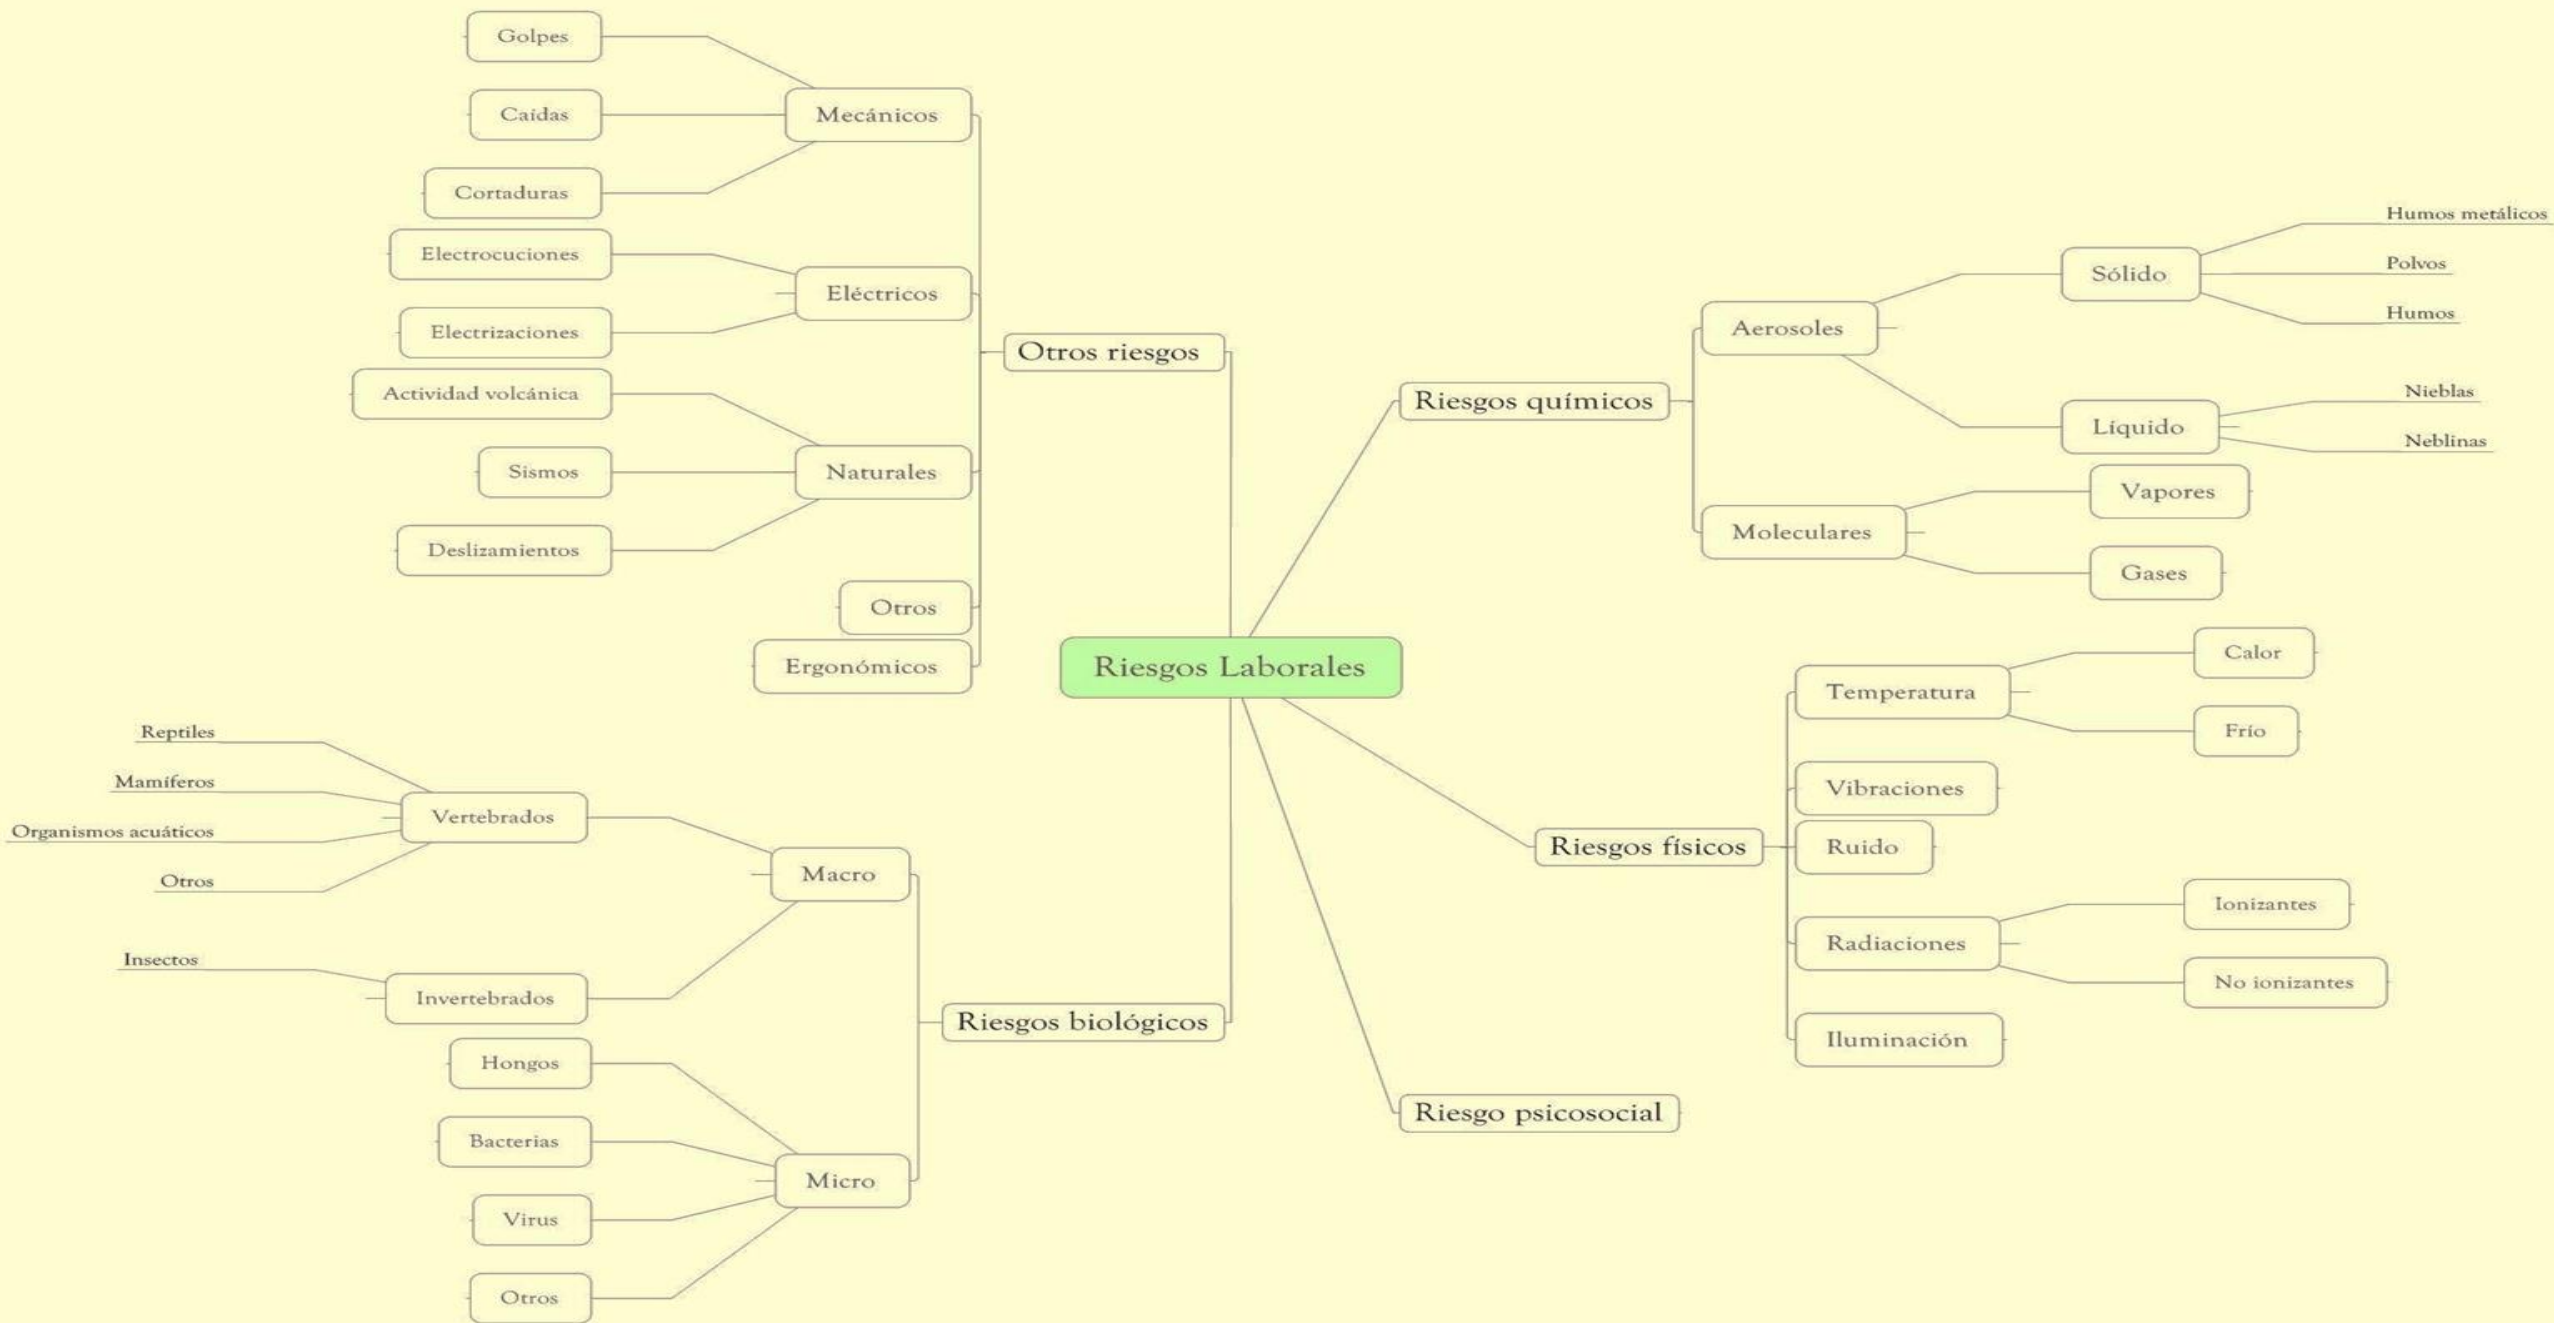 Riesgos Laborales
Otros riesgos
Mecánicos
Golpes
Caídas
Cortaduras
Eléctricos
Electrocuciones
Electrizaciones
Naturales
Actividad volcánica
Sismos
Deslizamientos
Otros
Ergonómicos
Riesgos biológicos
Macro
Vertebrados
Reptiles
Mamíferos
Organismos acuáticos
Otros
Invertebrados
Insectos
Micro
Hongos
Bacterias
Virus
Otros
Riesgos químicos
Aerosoles
Sólido
Humos metálicos
Polvos
Humos
Líquido
Nieblas
Neblinas
Moleculares
Vapores
Gases
Riesgos físicos
Temperatura
Calor
Frío
Vibraciones
Ruido
Radiaciones
Ionizantes
No ionizantes
Iluminación
Riesgo psicosocial